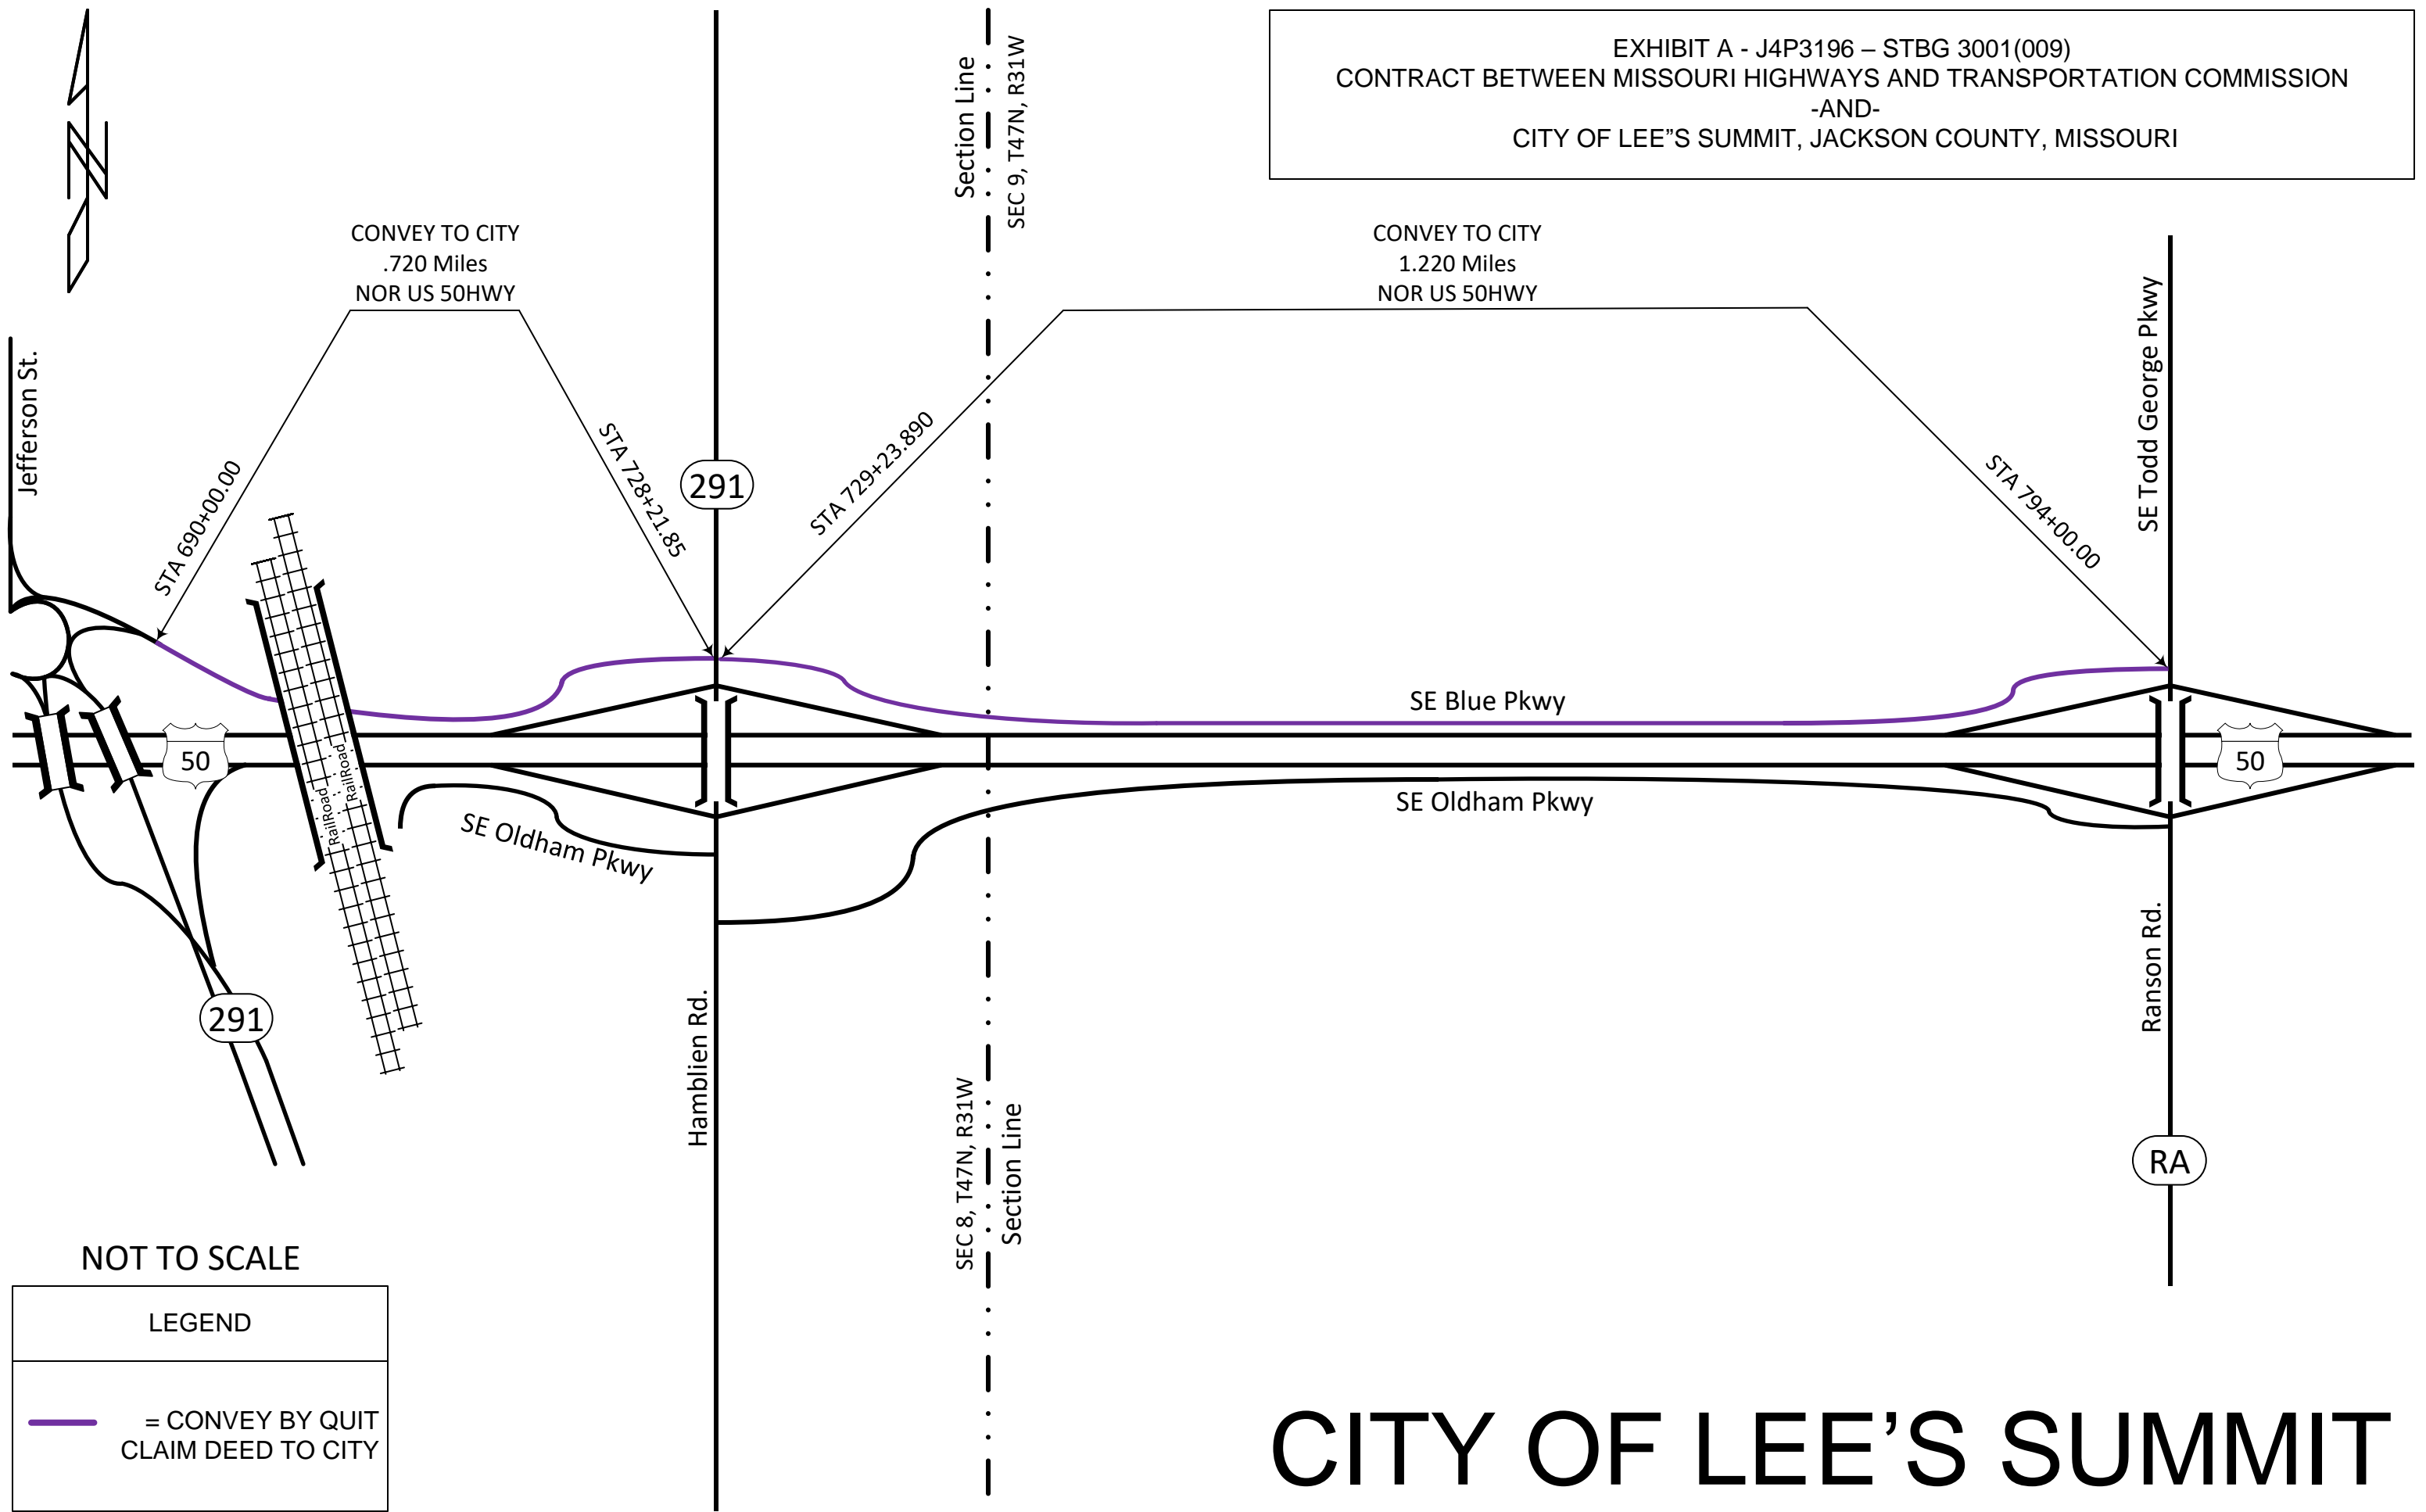 EXHIBIT A - J4P3196 – STBG 3001(009)
CONTRACT BETWEEN MISSOURI HIGHWAYS AND TRANSPORTATION COMMISSION
-AND-
CITY OF LEE"S SUMMIT, JACKSON COUNTY, MISSOURI
N
Section Line
SEC 9, T47N, R31W
CONVEY TO CITY
.720 Miles
NOR US 50HWY
CONVEY TO CITY
1.220 Miles
NOR US 50HWY
Jefferson St.
STA 690+00.00
STA 728+21.85
291
STA 729+23.890
STA 794+00.00
SE Todd George Pkwy
SE Blue Pkwy
50
RailRoad
RailRoad
50
SE Oldham Pkwy
SE Oldham Pkwy
291
Hamblien Rd.
SEC 8, T47N, R31W
Section Line
Ranson Rd.
RA
NOT TO SCALE
LEGEND
= CONVEY BY QUIT
CLAIM DEED TO CITY
CITY OF LEE’S SUMMIT